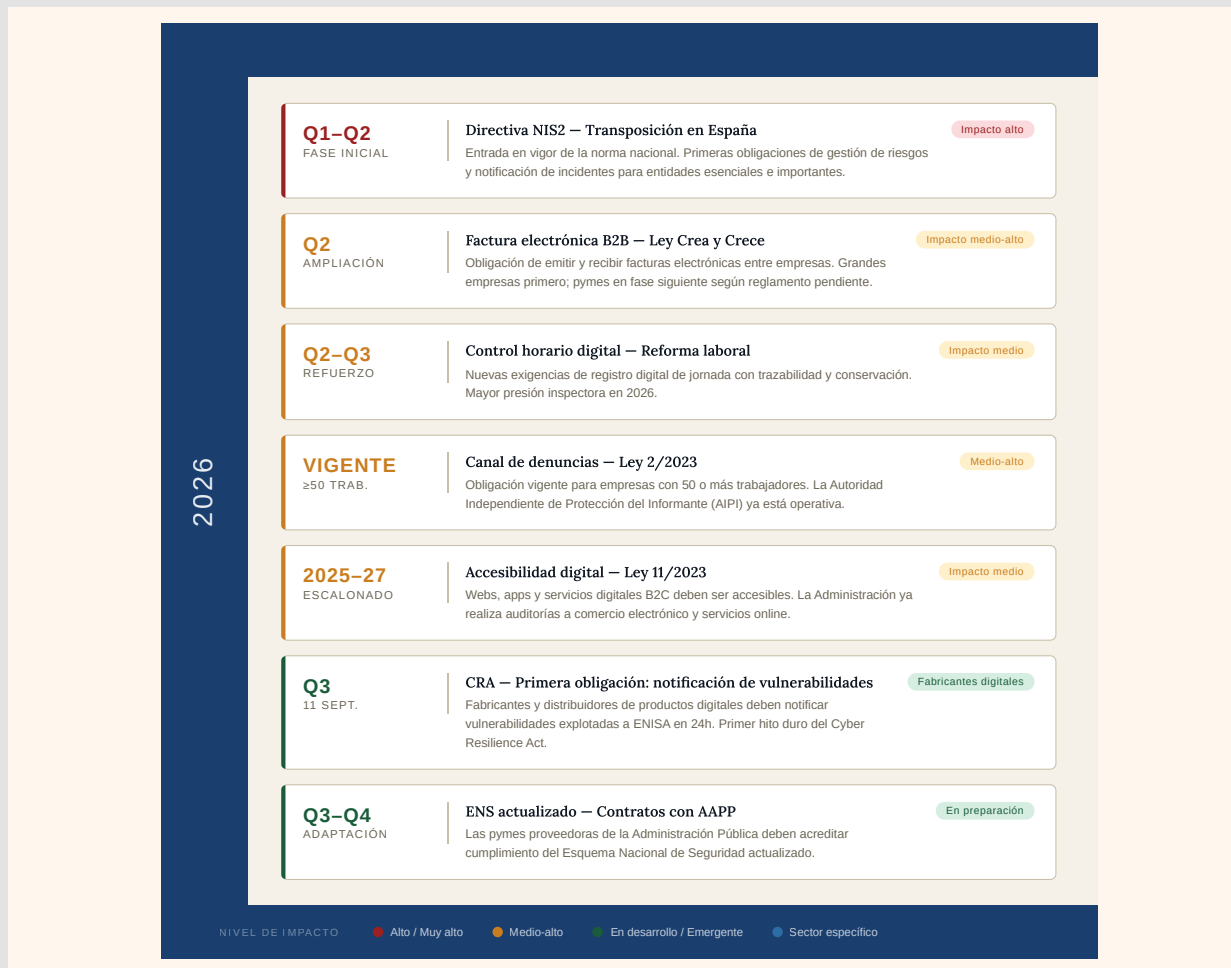 2026
Q1–Q2
FASE INICIAL
Directiva NIS2 — Transposición en España
Entrada en vigor de la norma nacional. Primeras obligaciones de gestión de riesgos
y notificación de incidentes para entidades esenciales e importantes.
Impacto alto
Q2
AMPLIACIÓN
Factura electrónica B2B — Ley Crea y Crece
Obligación de emitir y recibir facturas electrónicas entre empresas. Grandes
empresas primero; pymes en fase siguiente según reglamento pendiente.
Impacto medio-alto
Q2–Q3
REFUERZO
Control horario digital — Reforma laboral
Nuevas exigencias de registro digital de jornada con trazabilidad y conservación.
Mayor presión inspectora en 2026.
Impacto medio
VIGENTE
≥50 TRAB.
Canal de denuncias — Ley 2/2023
Obligación vigente para empresas con 50 o más trabajadores. La Autoridad
Independiente de Protección del Informante (AIPI) ya está operativa.
Medio-alto
2025–27
ESCALONADO
Accesibilidad digital — Ley 11/2023
Webs, apps y servicios digitales B2C deben ser accesibles. La Administración ya
realiza auditorías a comercio electrónico y servicios online.
Impacto medio
Q3
11 SEPT.
CRA — Primera obligación: notificación de vulnerabilidades
Fabricantes y distribuidores de productos digitales deben notificar
vulnerabilidades explotadas a ENISA en 24h. Primer hito duro del Cyber
Resilience Act.
Fabricantes digitales
Q3–Q4
ADAPTACIÓN
ENS actualizado — Contratos con AAPP
Las pymes proveedoras de la Administración Pública deben acreditar
cumplimiento del Esquema Nacional de Seguridad actualizado.
En preparación
NIVEL DE IMPACTO
Alto / Muy alto
Medio-alto
En desarrollo / Emergente
Sector específico